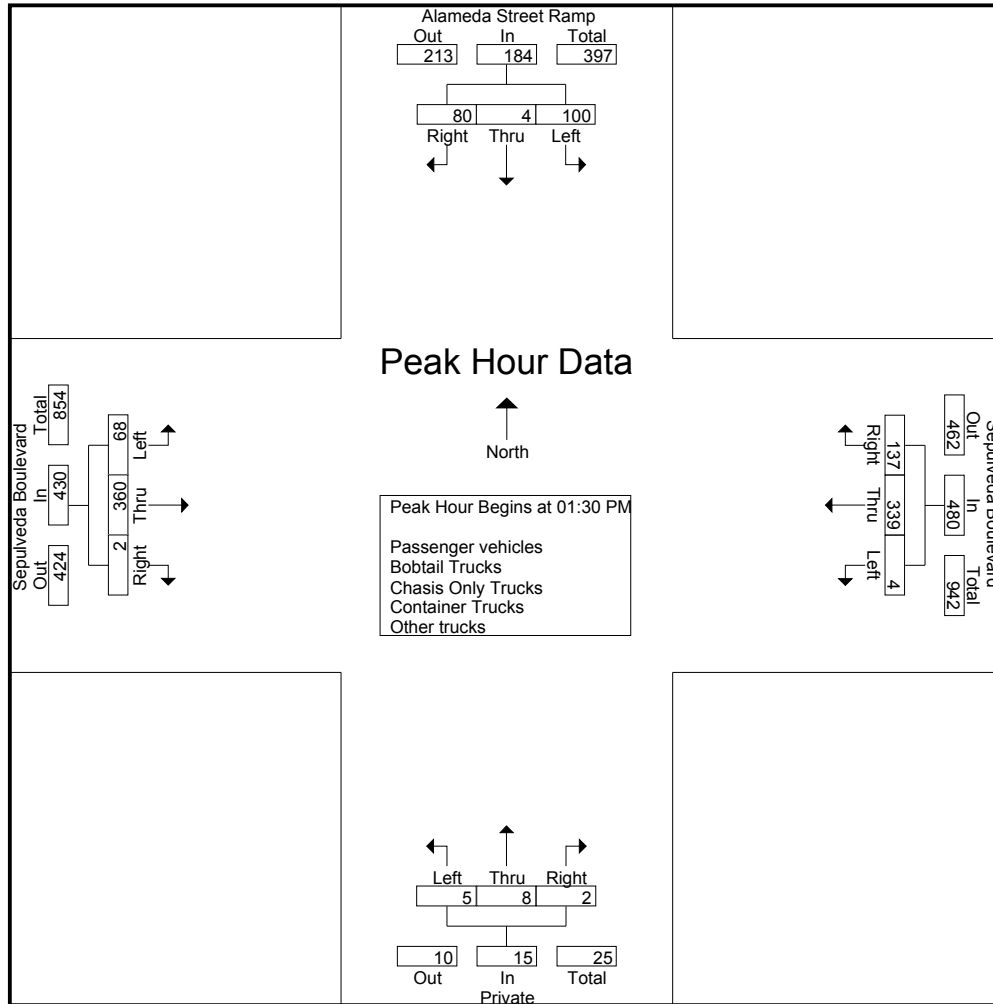 Alameda Street Ramp
Out In Total
213 184 397
80 4 100
Right Thru Left
Peak Hour Data
North
Peak Hour Begins at 01:30 PM
Passenger vehicles
Bobtail Trucks
Chasis Only Trucks
Container Trucks
Other trucks
Sepulveda Boulevard
Out In Total
424 430 854
Left Thru Right
68 360 2
Sepulveda Boulevard
Out In Total
462 480 942
Right Thru Left
137 339 4
Left Thru Right
5 8 2
10 15 25
Out In Total
Private